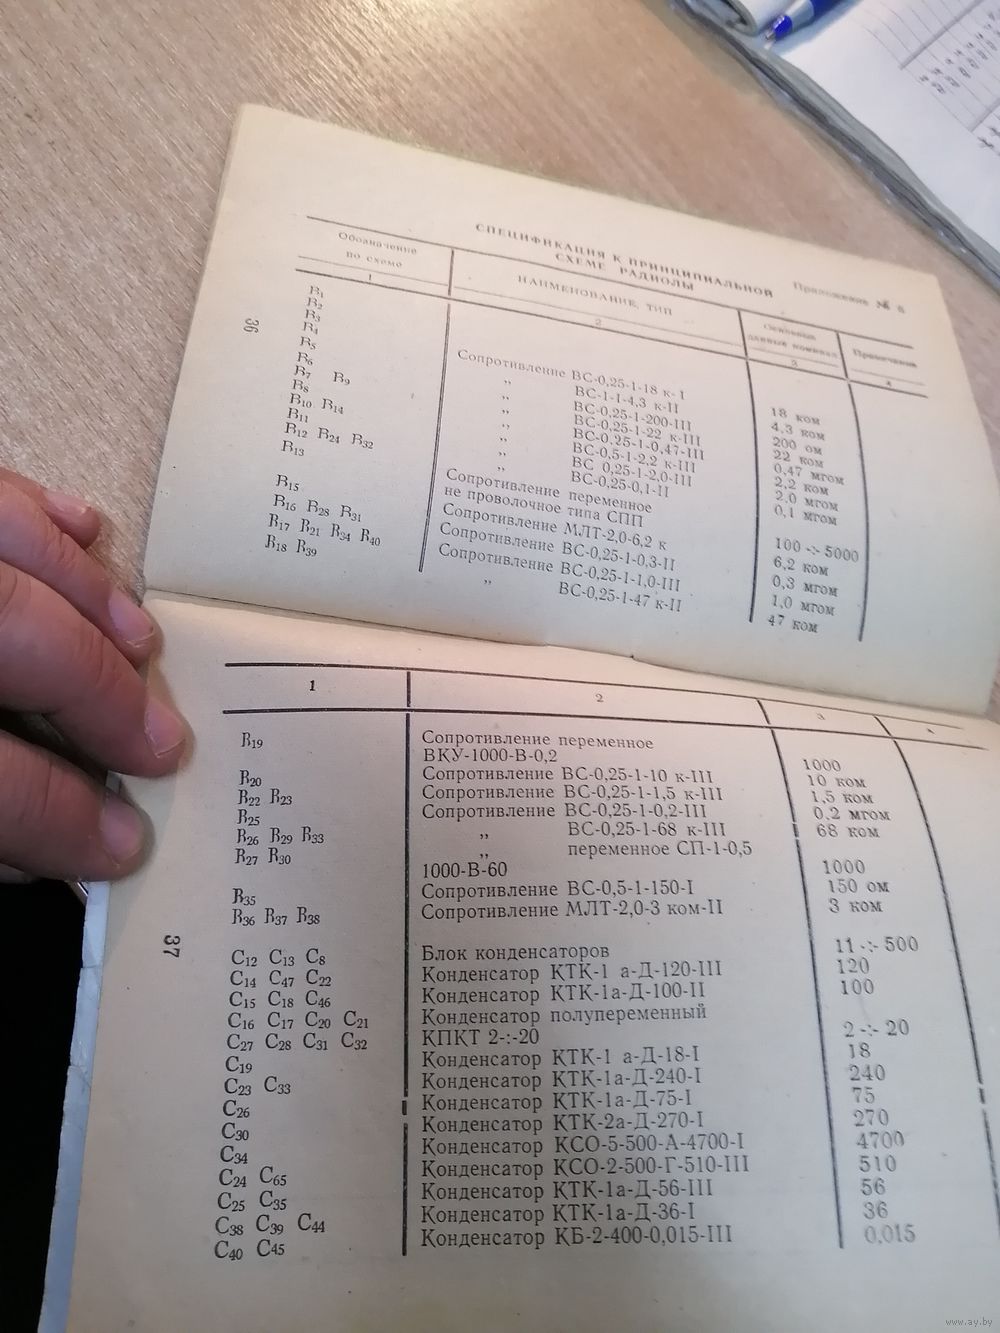 Приложение № 6
СПЕЦИФИКАЦИЯ К ПРИНЦИПИАЛЬНОЙ
СХЕМЕ РАДИОЛЫ
Обозначение
по схеме
НАИМЕНОВАНИЕ, ТИП
Основные
данные номинал
Примечание
1 2 3 4
R1 Сопротивление ВС-0,25-1-18 к-I 18 ком
R2 „ ВС-1-1-4,3 к-II 4,3 ком
R3 „ ВС-0,25-1-200-III 200 ом
R4 „ ВС-0,25-1-22 к-III 22 ком
R5 „ ВС-0,25-1-0,47-III 0,47 мгом
R6 „ ВС-0,5-1-2,2 к-III 2,2 ком
R7 R9 „ ВС 0,25-1-2,0-III 2,0 мгом
R8 ВС-0,25-0,1-II 0,1 мгом
R10 R14 Сопротивление переменное
R11 не проволочное типа СПП 100 -:- 5000
R12 R24 R32 Сопротивление МЛТ-2,0-6,2 к 6,2 ком
R13 Сопротивление ВС-0,25-1-0,3-II 0,3 мгом
R15 Сопротивление ВС-0,25-1-1,0-III 1,0 мгом
R16 R28 R31 „ ВС-0,25-1-47 к-II 47 ком
R17 R21 R34 R40
R18 R39
36
1 2 3 4
R19 Сопротивление переменное
ВКУ-1000-В-0,2 1000
R20 Сопротивление ВС-0,25-1-10 к-III 10 ком
R22 R23 Сопротивление ВС-0,25-1-1,5 к-III 1,5 ком
R25 Сопротивление ВС-0,25-1-0,2-III 0,2 мгом
R26 R29 R33 „ ВС-0,25-1-68 к-III 68 ком
R27 R30 „ переменное СП-1-0,5
1000-В-60 1000
R35 Сопротивление ВС-0,5-1-150-I 150 ом
R36 R37 R38 Сопротивление МЛТ-2,0-3 ком-II 3 ком
C12 C13 C8 Блок конденсаторов 11 -:- 500
C14 C47 C22 Конденсатор КТК-1 а-Д-120-III 120
C15 C18 C46 Конденсатор КТК-1а-Д-100-II 100
C16 C17 C20 C21 Конденсатор полупеременный
C27 C28 C31 C32 КПКТ 2-:-20 2 -:- 20
C19 Конденсатор КТК-1 а-Д-18-I 18
C23 C33 Конденсатор КТК-1а-Д-240-I 240
C26 Конденсатор КТК-1а-Д-75-I 75
C30 Конденсатор КТК-2а-Д-270-I 270
C34 Конденсатор КСО-5-500-А-4700-I 4700
C24 C65 Конденсатор КСО-2-500-Г-510-III 510
C25 C35 Конденсатор КТК-1а-Д-56-III 56
C38 C39 C44 Конденсатор КТК-1а-Д-36-I 36
C40 C45 Конденсатор КБ-2-400-0,015-III 0,015
37
www.ay.by